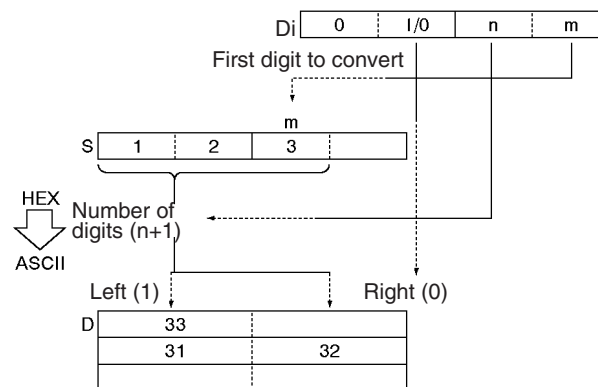 Di 0 1/0 n m
First digit to convert
m
S 1 2 3
HEX
Number of
digits (n+1)
ASCII
Left (1) Right (0)
D 33
31 32